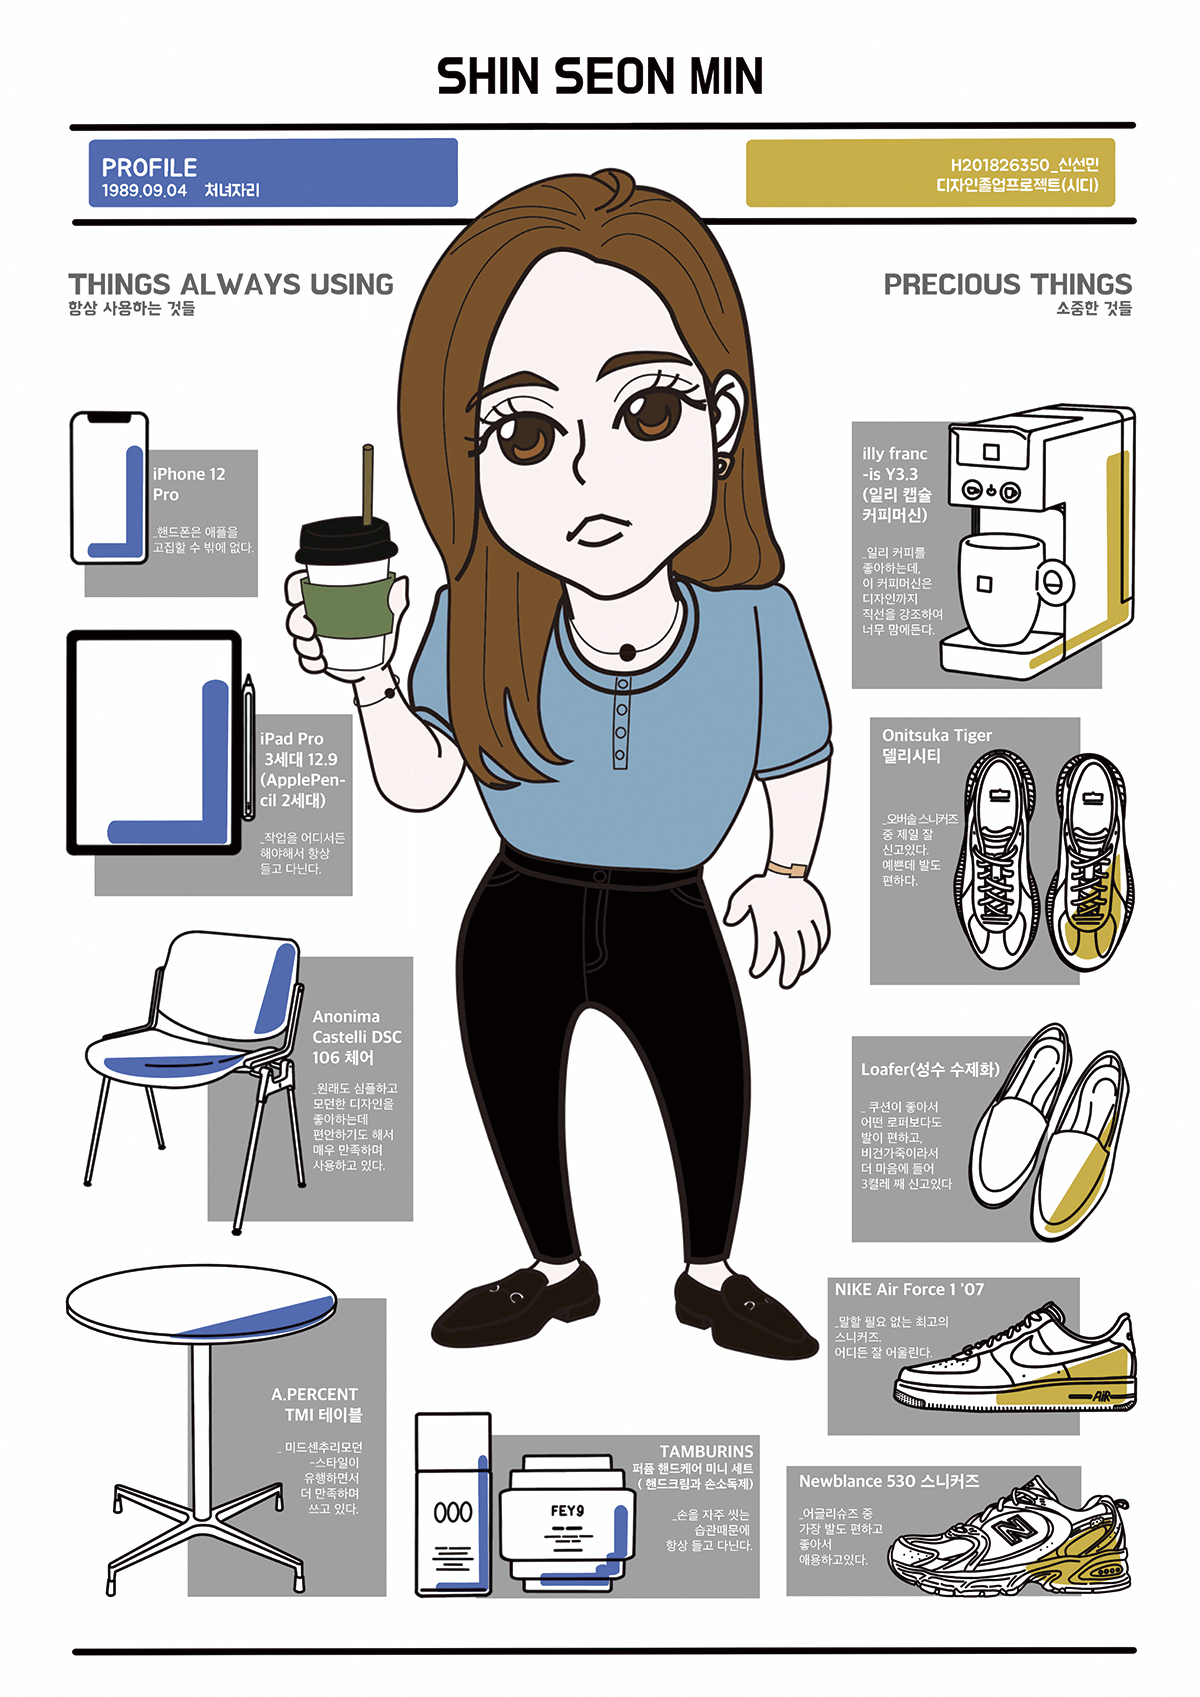 SHIN SEON MIN
PROFILE
1989.09.04 처녀자리
H201826350_신선민
디자인졸업프로젝트(시디)
THINGS ALWAYS USING
항상 사용하는 것들
PRECIOUS THINGS
소중한 것들
iPhone 12
Pro
_핸드폰은 애플을
고집할 수 밖에 없다.
iPad Pro
3세대 12.9
(ApplePen-
cil 2세대)
_작업을 어디서든
해야해서 항상
들고 다닌다.
Anonima
Castelli DSC
106 체어
_원래도 심플하고
모던한 디자인을
좋아하는데
편안하기도 해서
매우 만족하며
사용하고 있다.
A.PERCENT
TMI 테이블
_ 미드센추리모던
-스타일이
유행하면서
더 만족하며
쓰고 있다.
000
FEY9
TAMBURINS
퍼퓸 핸드케어 미니 세트
( 핸드크림과 손소독제)
_손을 자주 씻는
습관때문에
항상 들고 다닌다.
illy franc
-is Y3.3
(일리 캡슐
커피머신)
_일리 커피를
좋아하는데,
이 커피머신은
디자인까지
직선을 강조하여
너무 맘에든다.
Onitsuka Tiger
델리시티
_오버솔 스니커즈
중 제일 잘
신고있다.
예쁜데 발도
편하다.
Loafer(성수 수제화)
_ 쿠션이 좋아서
어떤 로퍼보다도
발이 편하고,
비건가죽이라서
더 마음에 들어
3켤레 째 신고있다
NIKE Air Force 1 '07
_말할 필요 없는 최고의
스니커즈.
어디든 잘 어울린다.
AIR
Newblance 530 스니커즈
_어글리슈즈 중
가장 발도 편하고
좋아서
애용하고있다.
N